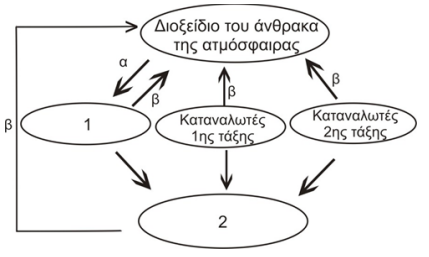 Διοξείδιο του άνθρακα
της ατμόσφαιρας
α
β
β
β
β
1
Καταναλωτές
1ης τάξης
Καταναλωτές
2ης τάξης
2